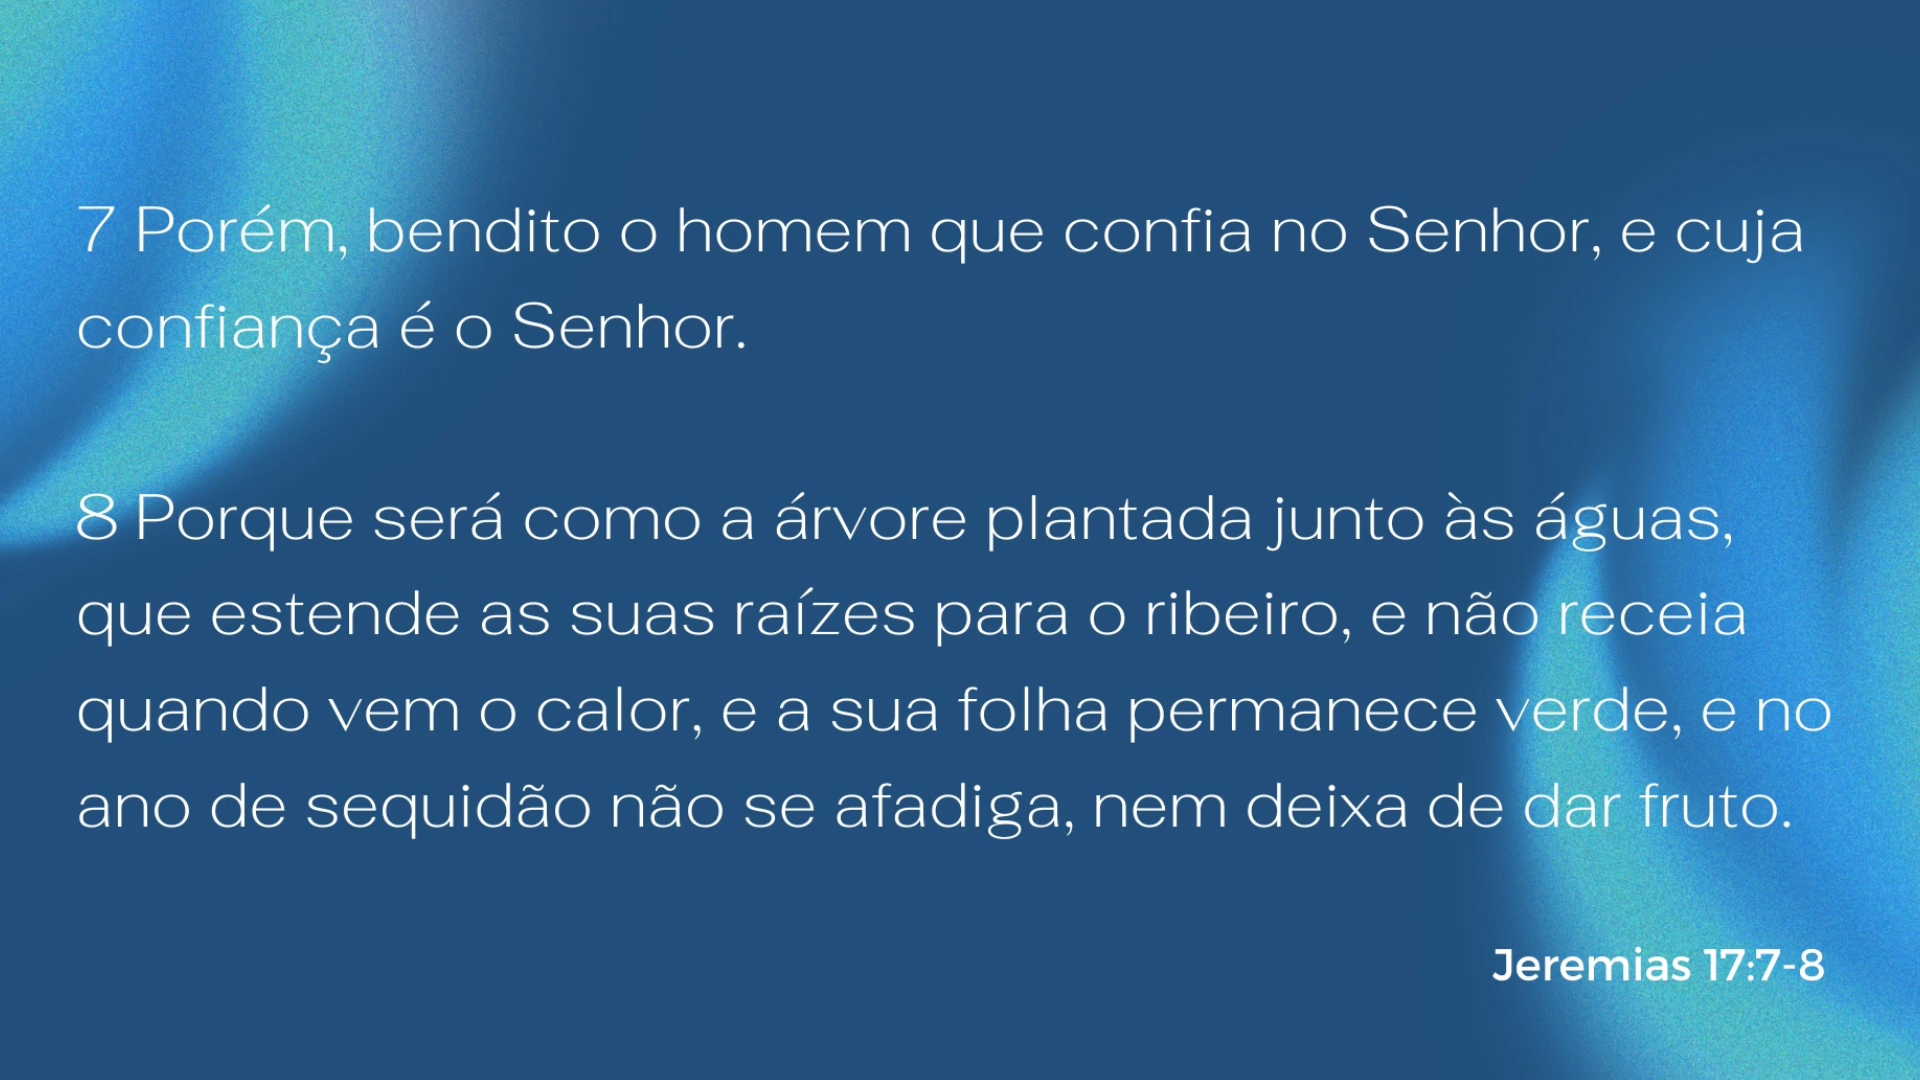 7 Porém, bendito o homem que confia no Senhor, e cuja
confiança é o Senhor.
8 Porque será como a árvore plantada junto às águas,
que estende as suas raízes para o ribeiro, e não receia
quando vem o calor, e a sua folha permanece verde, e no
ano de sequidão não se afadiga, nem deixa de dar fruto.
Jeremias 17:7-8